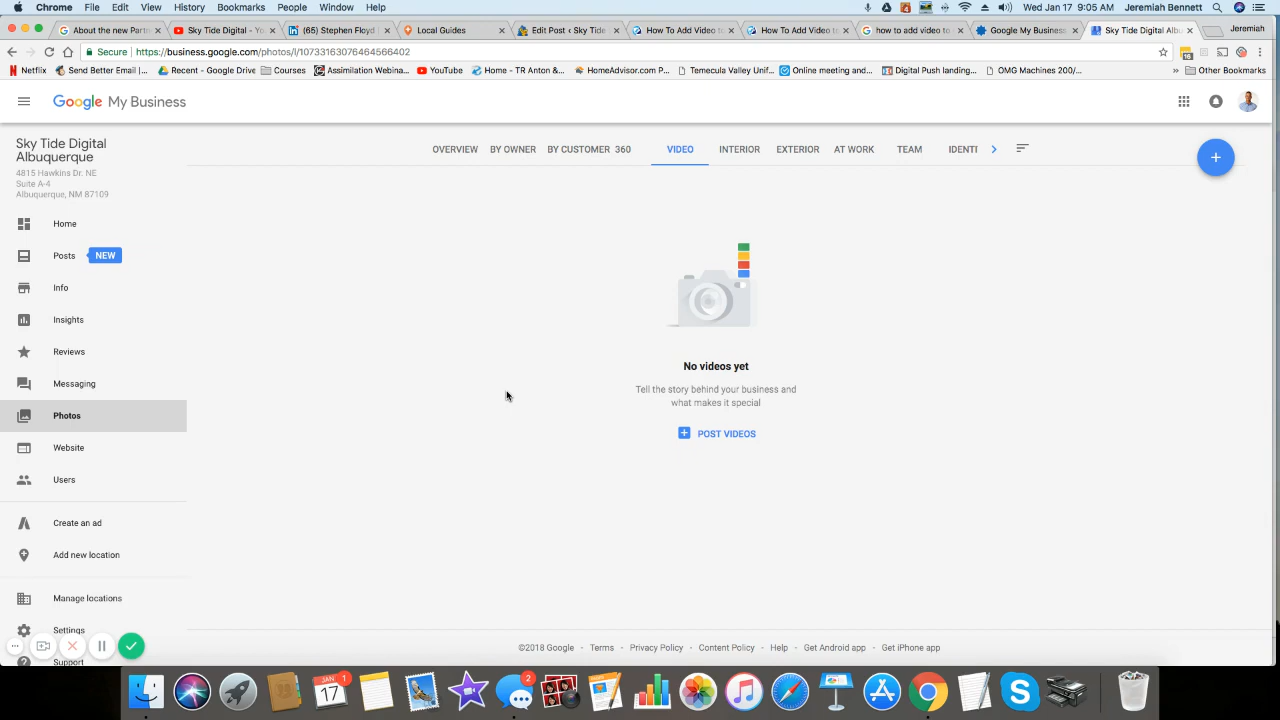 Chrome File Edit View History Bookmarks People Window Help
4 Wed Jan 17 9:05 AM Jeremiah Bennett
About the new Part
Sky Tide Digital - Yo
(65) Stephen Floyd
Local Guides
Edit Post ‹ Sky Tide
How To Add Video t
How To Add Video t
how to add video to
Google My Business
Sky Tide Digital Albu
Jeremiah
Secure https://business.google.com/photos/l/10733163076464566402
18
Netflix
Send Better Email |...
Recent - Google Drive
Courses
Assimilation Webina...
YouTube
Home - TR Anton &...
HomeAdvisor.com P...
Temecula Valley Unif...
Online meeting and...
Digital Push landing...
OMG Machines 200/...
»
Other Bookmarks
Google My Business
Sky Tide Digital
Albuquerque
4815 Hawkins Dr. NE
Suite A-4
Albuquerque, NM 87109
OVERVIEW BY OWNER BY CUSTOMER 360 VIDEO INTERIOR EXTERIOR AT WORK TEAM IDENTI
+
Home
Posts NEW
Info
Insights
Reviews
Messaging
Photos
Website
Users
Create an ad
Add new location
Manage locations
Settings
Support
No videos yet
Tell the story behind your business and
what makes it special
POST VIDEOS
©2018 Google - Terms - Privacy Policy - Content Policy - Help - Get Android app - Get iPhone app
JAN
17
1
2